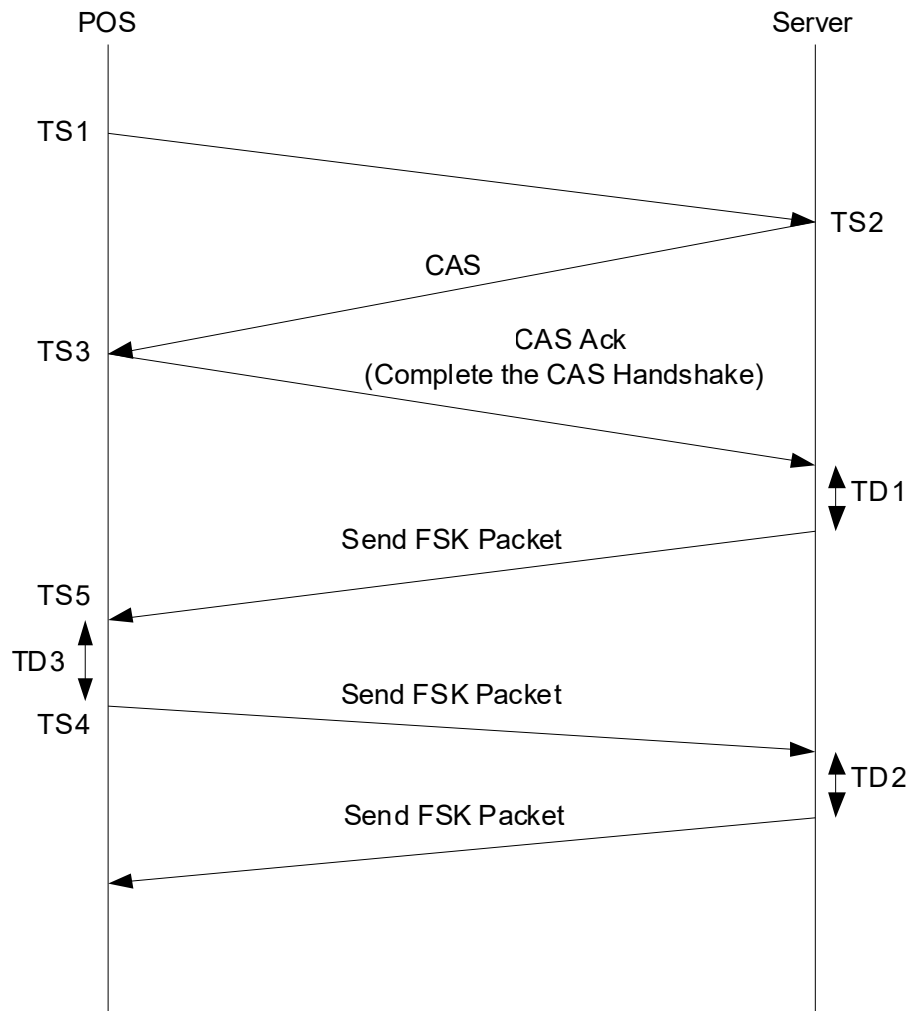 POS
Server
TS1
TS2
CAS
TS3
CAS Ack
(Complete the CAS Handshake)
TD1
Send FSK Packet
TS5
TD3
Send FSK Packet
TS4
TD2
Send FSK Packet